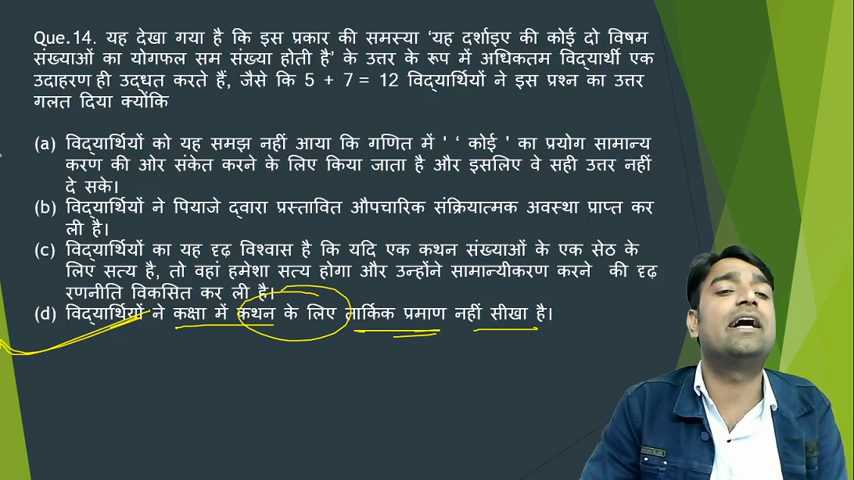 Que.14. यह देखा गया है कि इस प्रकार की समस्या 'यह दर्शाइए की कोई दो विषम
संख्याओं का योगफल सम संख्या होती है' के उत्तर के रूप में अधिकतम विद्यार्थी एक
उदाहरण ही उद्धत करते हैं, जैसे कि 5 + 7 = 12 विद्यार्थियों ने इस प्रश्न का उत्तर
गलत दिया क्योंकि
(a) विद्यार्थियों को यह समझ नहीं आया कि गणित में ' ' कोई ' का प्रयोग सामान्य
करण की ओर संकेत करने के लिए किया जाता है और इसलिए वे सही उत्तर नहीं
दे सके।
(b) विद्यार्थियों ने पियाजे द्वारा प्रस्तावित औपचारिक संक्रियात्मक अवस्था प्राप्त कर
ली है।
(c) विद्यार्थियों का यह दृढ़ विश्वास है कि यदि एक कथन संख्याओं के एक सेठ के
लिए सत्य है, तो वहां हमेशा सत्य होगा और उन्होंने सामान्यीकरण करने की दृढ़
रणनीति विकसित कर ली है।
(d) विद्यार्थियों ने कक्षा में कथन के लिए तार्किक प्रमाण नहीं सीखा है।